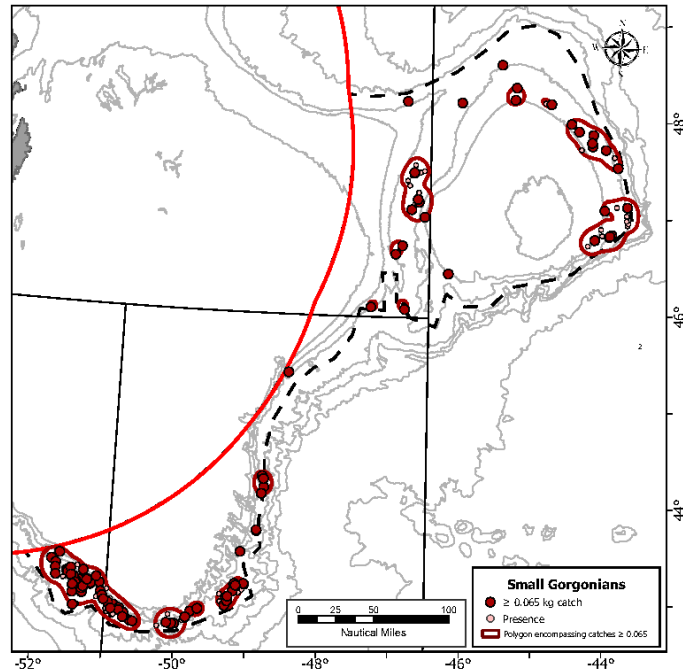 N
W E
S
48°
46°
2
44°
Small Gorgonians
≥ 0.065 kg catch
Presence
Polygon encompassing catches ≥ 0.065
0 25 50 100
Nautical Miles
-52 -50 -48 -46 -44